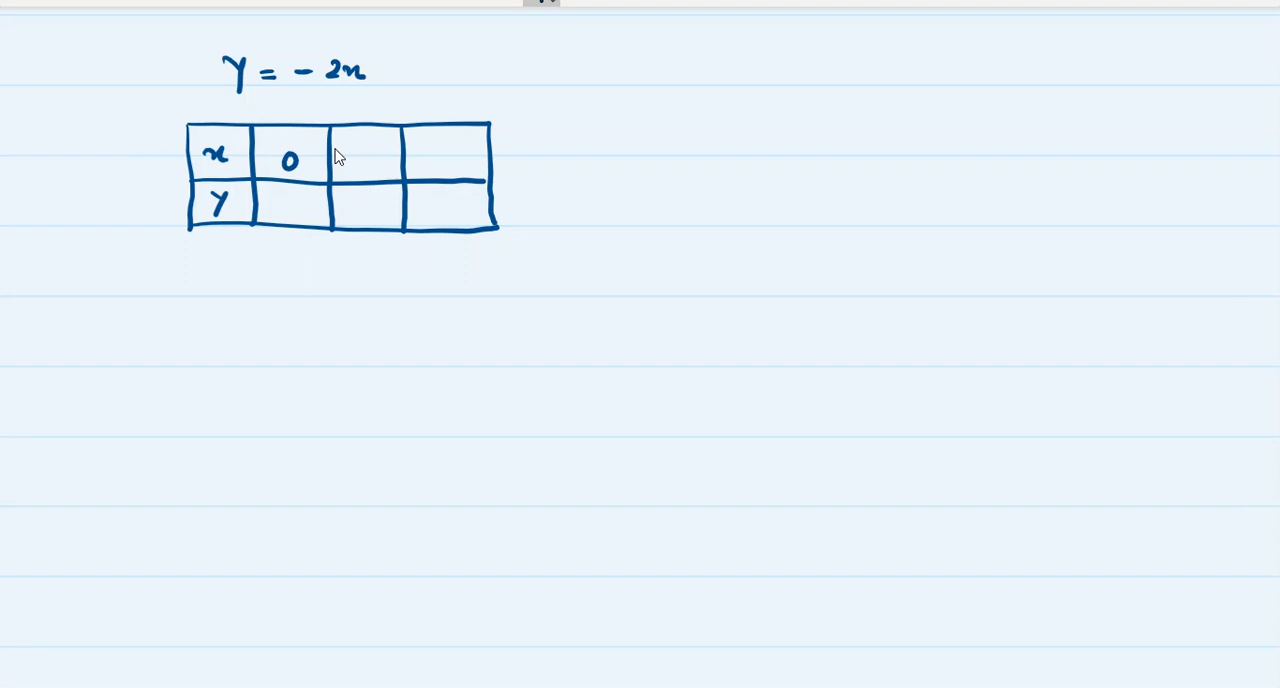 Y = - 2x
x 0
Y